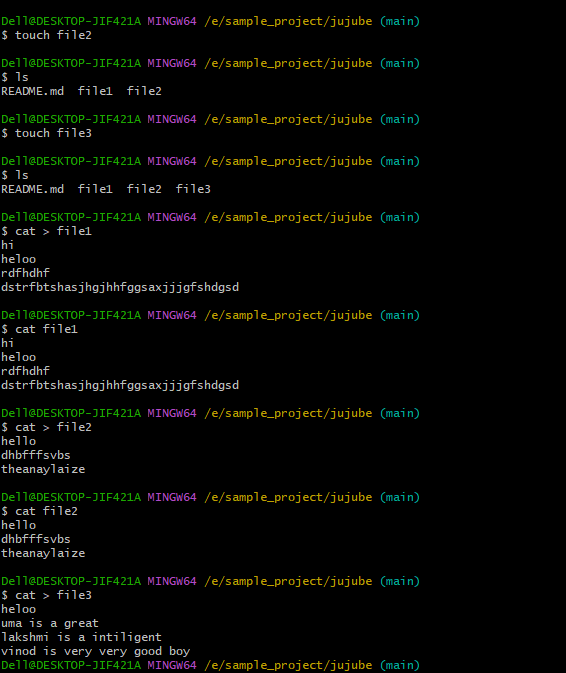 Dell@DESKTOP-JIF421A MINGW64 /e/sample_project/jujube (main)
$ touch file2
Dell@DESKTOP-JIF421A MINGW64 /e/sample_project/jujube (main)
$ ls
README.md  file1  file2
Dell@DESKTOP-JIF421A MINGW64 /e/sample_project/jujube (main)
$ touch file3
Dell@DESKTOP-JIF421A MINGW64 /e/sample_project/jujube (main)
$ ls
README.md  file1  file2  file3
Dell@DESKTOP-JIF421A MINGW64 /e/sample_project/jujube (main)
$ cat > file1
hi
heloo
rdfhdhf
dstrfbtshasjhgjhhfggsaxjjjgfshdgsd
Dell@DESKTOP-JIF421A MINGW64 /e/sample_project/jujube (main)
$ cat file1
hi
heloo
rdfhdhf
dstrfbtshasjhgjhhfggsaxjjjgfshdgsd
Dell@DESKTOP-JIF421A MINGW64 /e/sample_project/jujube (main)
$ cat > file2
hello
dhbfffsvbs
theanaylaize
Dell@DESKTOP-JIF421A MINGW64 /e/sample_project/jujube (main)
$ cat file2
hello
dhbfffsvbs
theanaylaize
Dell@DESKTOP-JIF421A MINGW64 /e/sample_project/jujube (main)
$ cat > file3
heloo
uma is a great
lakshmi is a intiligent
vinod is very very good boy
Dell@DESKTOP-JIF421A MINGW64 /e/sample_project/jujube (main)